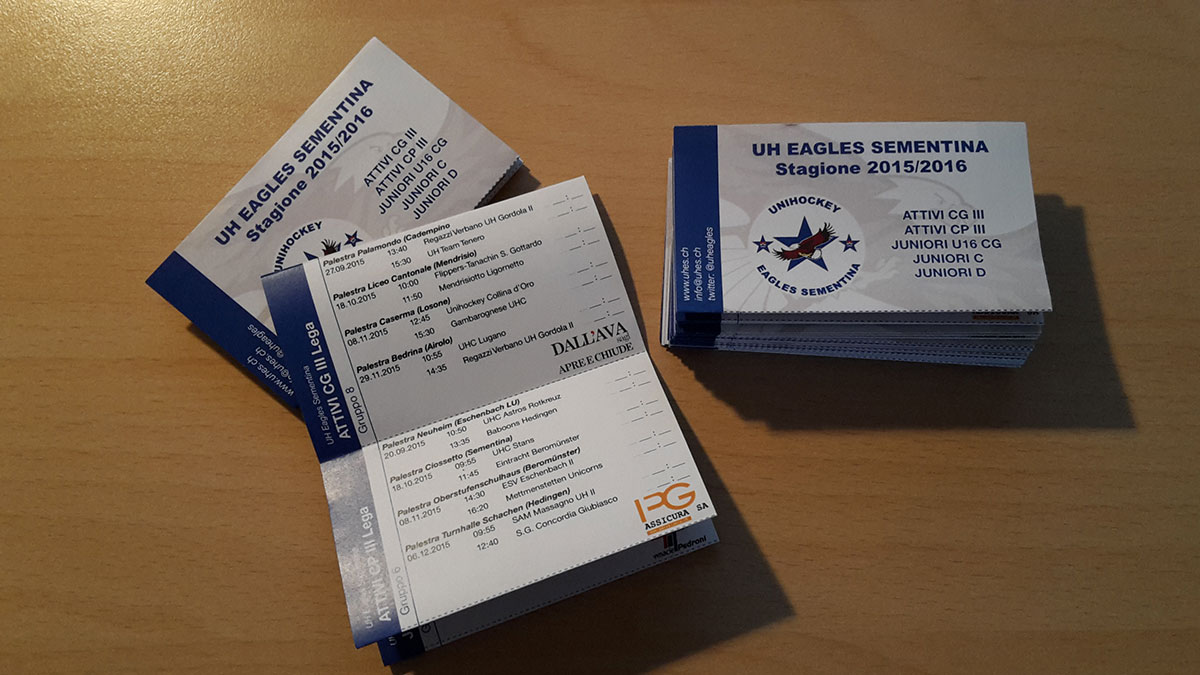 UH EAGLES SEMENTINA
Stagione 2015/2016
ATTIVI CG III
ATTIVI CP III
JUNIORI U16 CG
JUNIORI C
JUNIORI D
UNIHOCKEY
www.uhes.ch
@uhes.ch
@uheagles
UH Eagles Sementina
ATTIVI CG III Lega
Gruppo 8
Palestra Palamondo (Cadempino
27.09.2015 13:40 Regazzi Verbano UH Gordola II
15:30 UH Team Tenero
Palestra Liceo Cantonale (Mendrisio)
18.10.2015 10:00 Flippers-Tanachin S. Gottardo
11:50 Mendrisiotto Ligornetto
Palestra Caserma (Losone)
08.11.2015 12:45 Unihockey Collina d'Oro
15:30 Gambarognese UHC
Palestra Bedrina (Airolo)
29.11.2015 10:55 UHC Lugano
14:35 Regazzi Verbano UH Gordola II
DALL'AVA
sagl
APRE E CHIUDE
UH
ATTIVI CP III Lega
Gruppo 6
Palestra Neuheim (Eschenbach LU)
20.09.2015 10:50 UHC Astros Rotkreuz
13:35 Baboons Hedingen
Palestra Ciossetto (Sementina)
18.10.2015 09:55 UHC Stans
11:45 Eintracht Beromünster
Palestra Oberstufenschulhaus (Beromünster)
08.11.2015 14:30 ESV Eschenbach II
16:20 Mettmenstetten Unicorns
Palestra Turnhalle Schachen (Hedingen)
06.12.2015 09:55 SAM Massagno UH II
12:40 S.G. Concordia Giubiasco
IPG
ASSICURA SA
Pedroni
UH EAGLES SEMENTINA
Stagione 2015/2016
UNIHOCKEY
EAGLES SEMENTINA
ATTIVI CG III
ATTIVI CP III
JUNIORI U16 CG
JUNIORI C
JUNIORI D
www.uhes.ch
info@uhes.ch
twitter: @uheagles